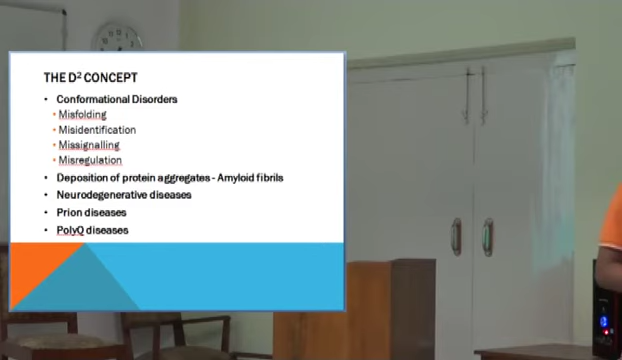 THE D² CONCEPT
• Conformational Disorders
• Misfolding
• Misidentification
• Missignalling
• Misregulation
• Deposition of protein aggregates - Amyloid fibrils
• Neurodegenerative diseases
• Prion diseases
• PolyQ diseases